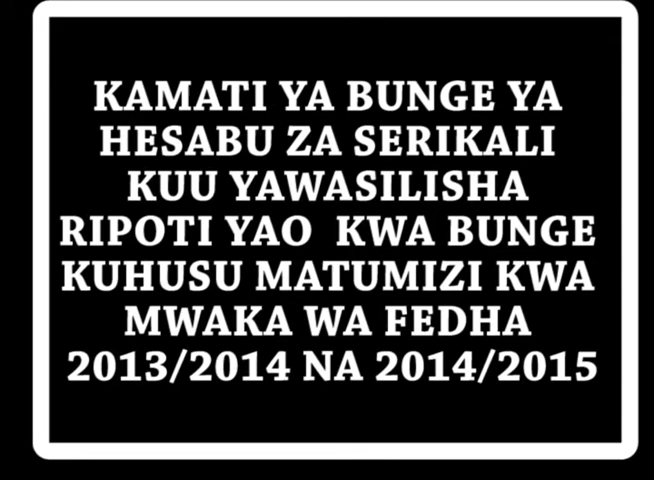 KAMATI YA BUNGE YA
HESABU ZA SERIKALI
KUU YAWASILISHA
RIPOTI YAO KWA BUNGE
KUHUSU MATUMIZI KWA
MWAKA WA FEDHA
2013/2014 NA 2014/2015